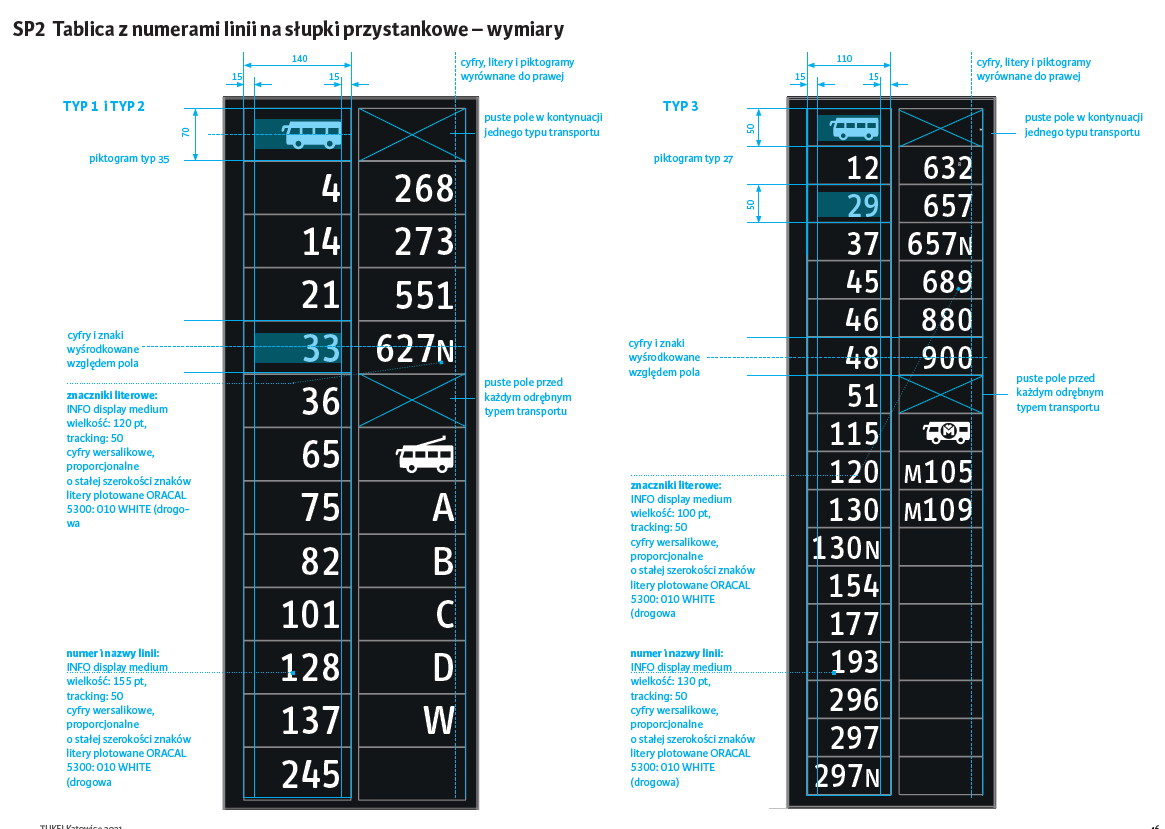 SP2 Tablica z numerami linii na słupki przystankowe – wymiary
140
15
15
cyfry, litery i piktogramy
wyrównane do prawej
TYP 1 i TYP 2
70
puste pole w kontynuacji
jednego typu transportu
piktogram typ 35
4
14
21
33
36
65
75
82
101
128
137
245
268
273
551
627N
A
B
C
D
W
cyfry i znaki
wyśrodkowane
względem pola
puste pole przed
każdym odrębnym
typem transportu
znaczniki literowe:
INFO display medium
wielkość: 120 pt,
tracking: 50
cyfry wersalikowe,
proporcjonalne
o stałej szerokości znaków
litery plotowane ORACAL
5300: 010 WHITE (drogo-
wa
numer i nazwy linii:
INFO display medium
wielkość: 155 pt,
tracking: 50
cyfry wersalikowe,
proporcjonalne
o stałej szerokości znaków
litery plotowane ORACAL
5300: 010 WHITE
(drogowa
110
15
15
cyfry, litery i piktogramy
wyrównane do prawej
TYP 3
50
puste pole w kontynuacji
jednego typu transportu
piktogram typ 27
50
12
29
37
45
46
48
51
115
120
130
130N
154
177
193
296
297
297N
632
657
657N
689
880
900
M
M105
M109
cyfry i znaki
wyśrodkowane
względem pola
puste pole przed
każdym odrębnym
typem transportu
znaczniki literowe:
INFO display medium
wielkość: 100 pt,
tracking: 50
cyfry wersalikowe,
proporcjonalne
o stałej szerokości znaków
litery plotowane ORACAL
5300: 010 WHITE
(drogowa
numer i nazwy linii:
INFO display medium
wielkość: 130 pt,
tracking: 50
cyfry wersalikowe,
proporcjonalne
o stałej szerokości znaków
litery plotowane ORACAL
5300: 010 WHITE
(drogowa)